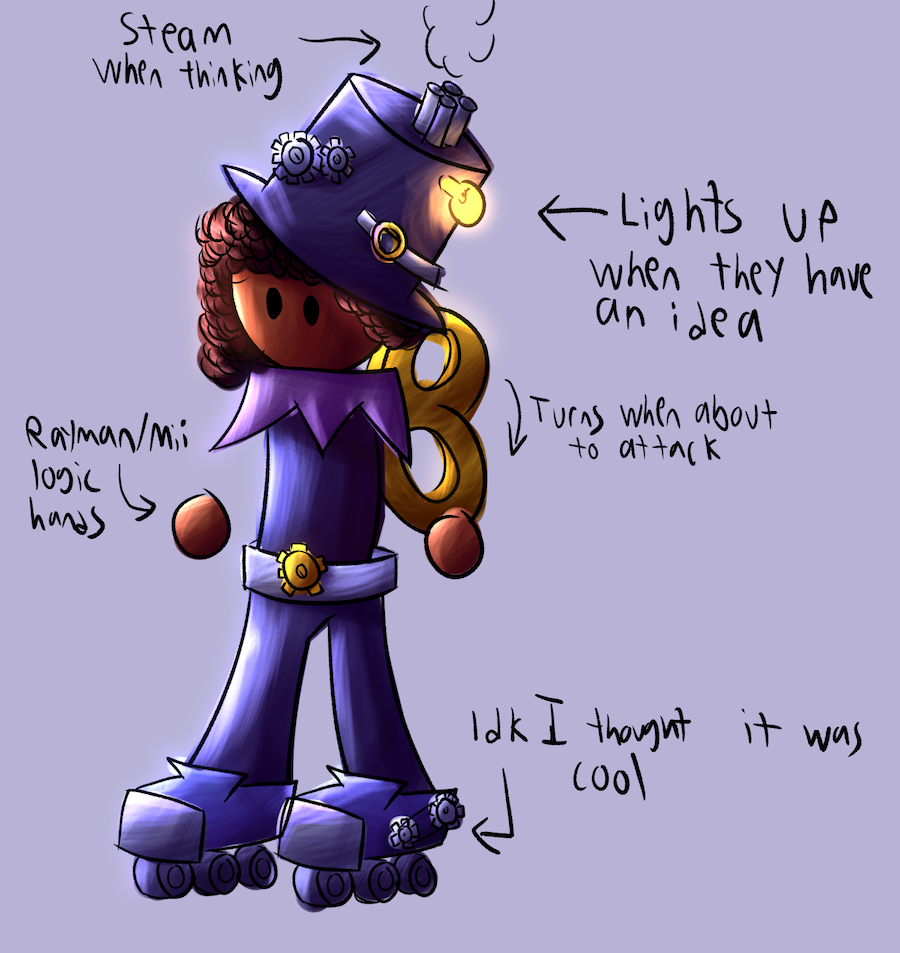 Steam
when thinking
Lights up
when they have
an idea
Turns when about
to attack
Rayman/Mii
logic
hands
Idk I thought it was
cool